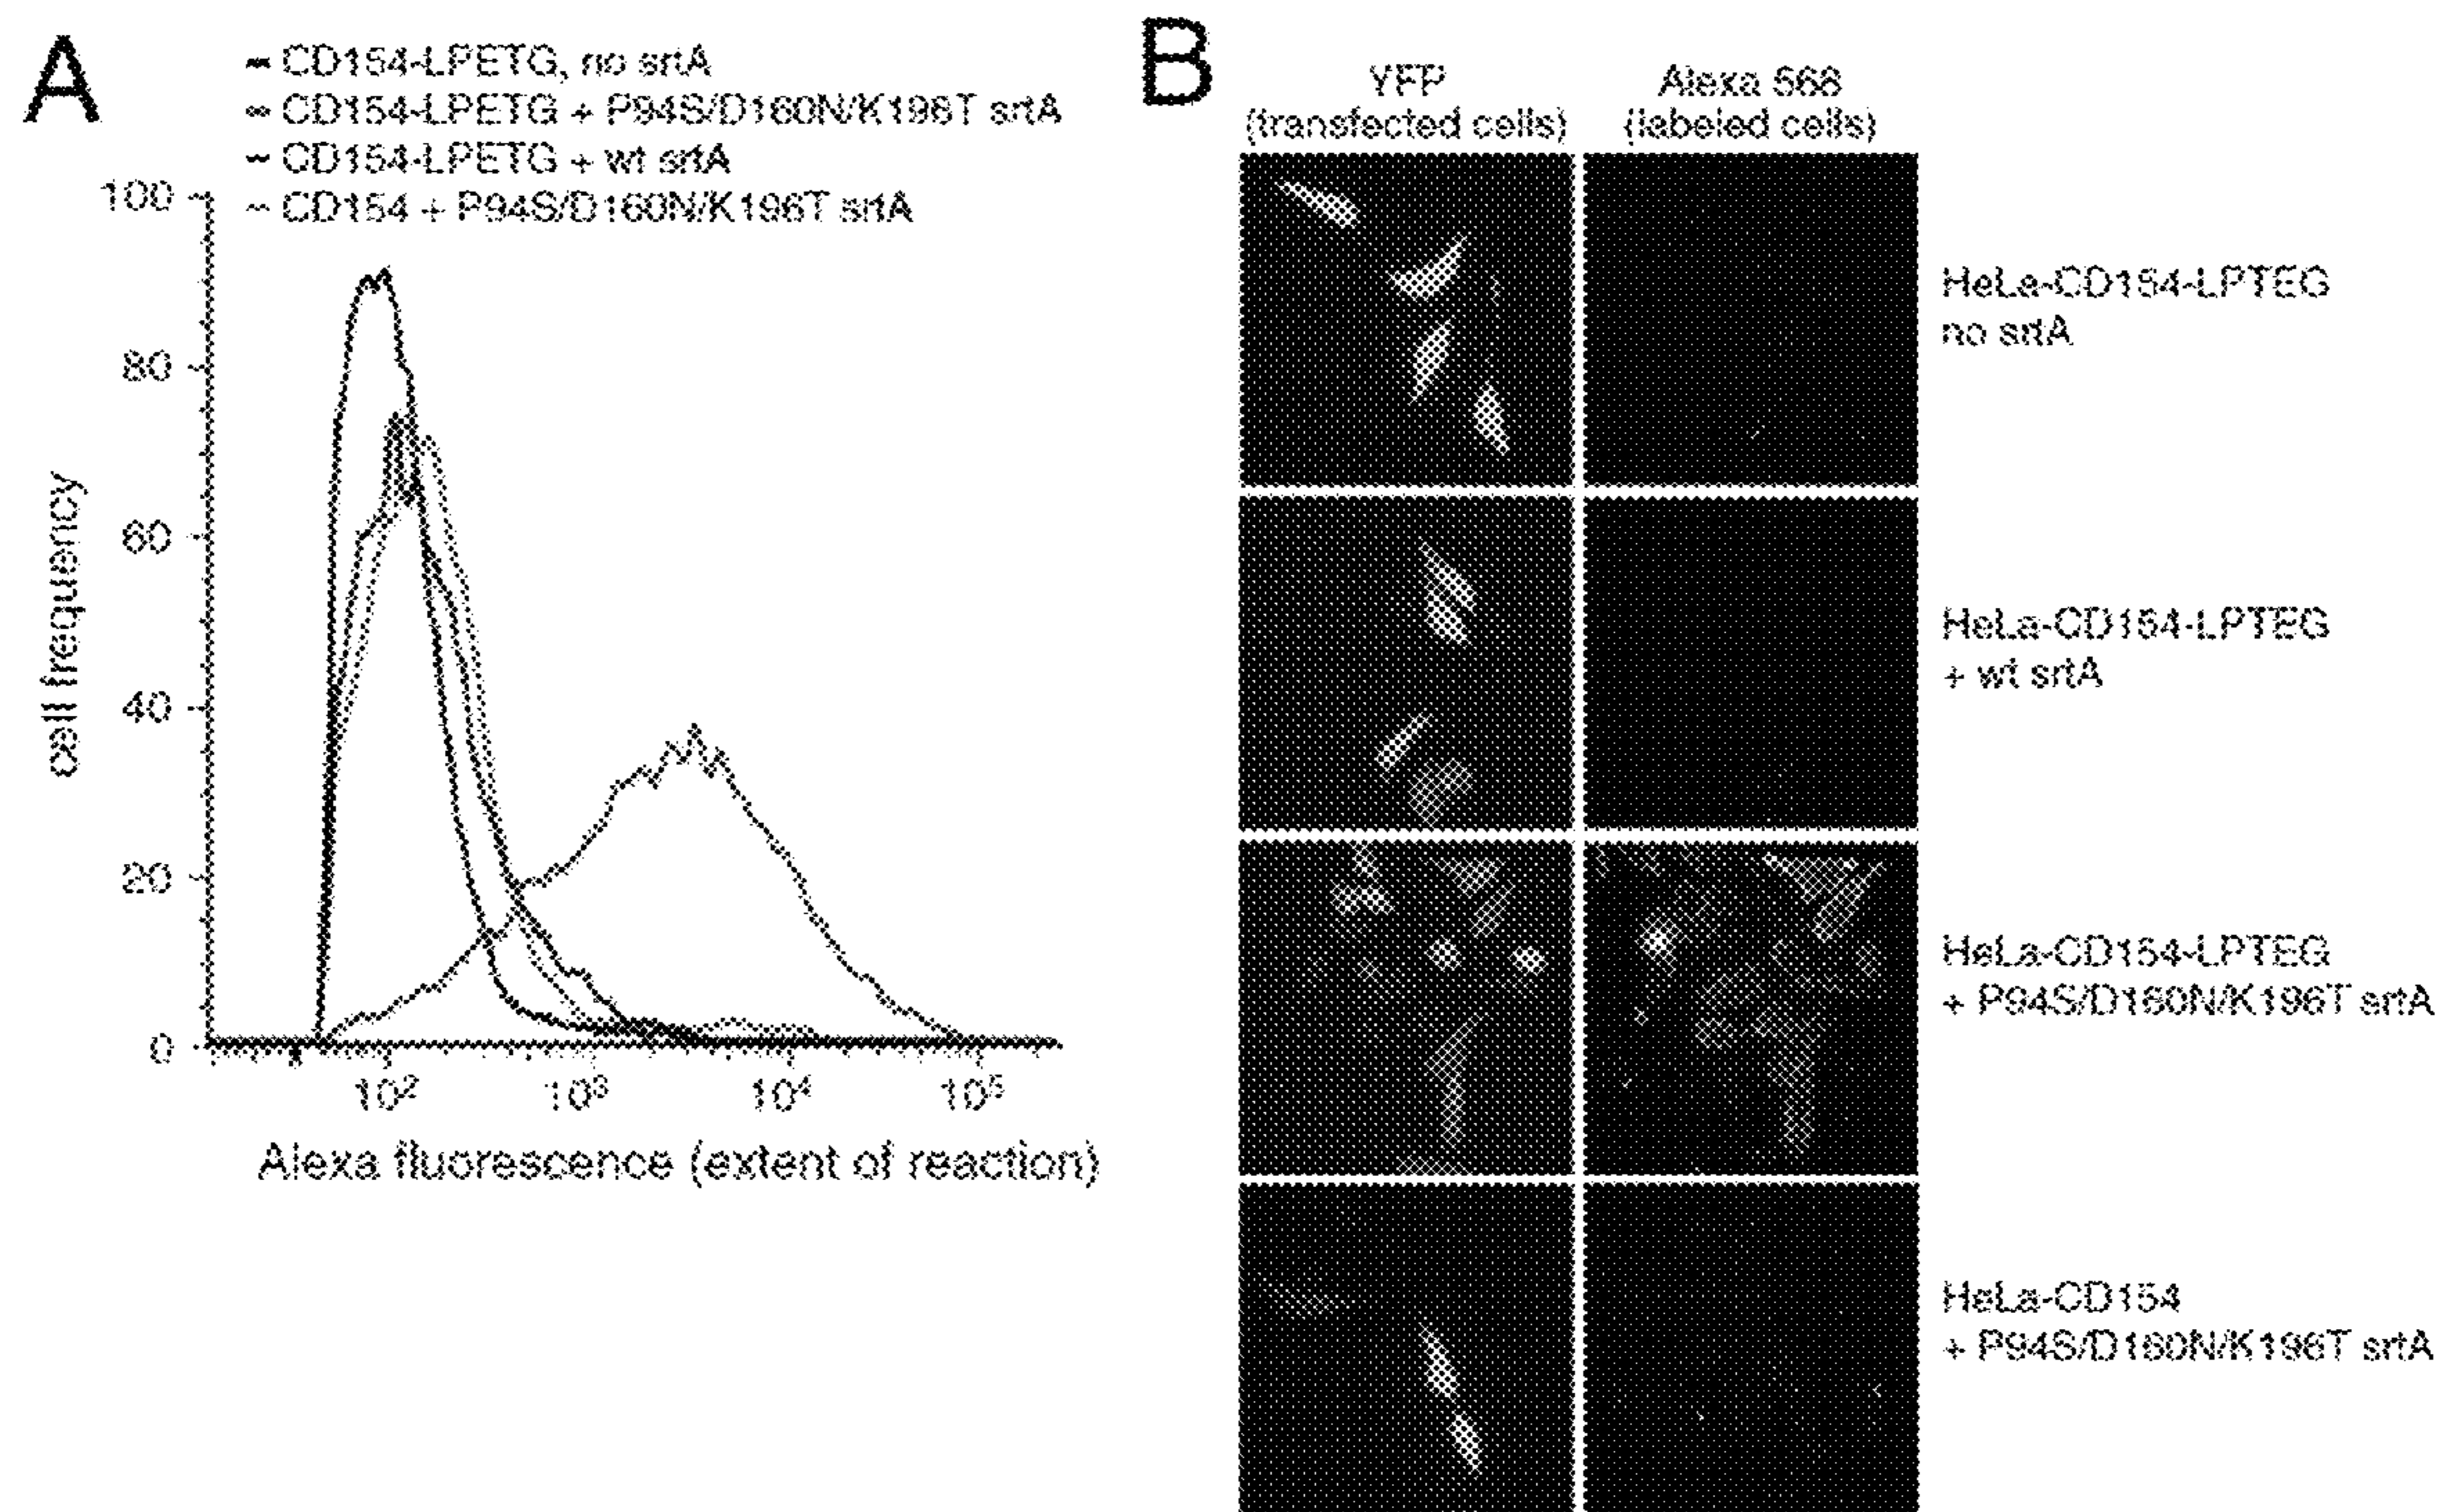 A
CD154-LPETG, no srtA
CD154-LPETG + P94S/D160N/K196T srtA
CD154-LPETG + wt srtA
CD154 + P94S/D160N/K196T srtA
100
80
60
40
20
0
cell frequency
10² 10³ 10⁴ 10⁵
Alexa fluorescence (extent of reaction)
B
YFP
(transfected cells)
Alexa 568
(labeled cells)
HeLa-CD154-LPTEG
no srtA
HeLa-CD154-LPTEG
+ wt srtA
HeLa-CD154-LPTEG
+ P94S/D160N/K196T srtA
HeLa-CD154
+ P94S/D160N/K196T srtA